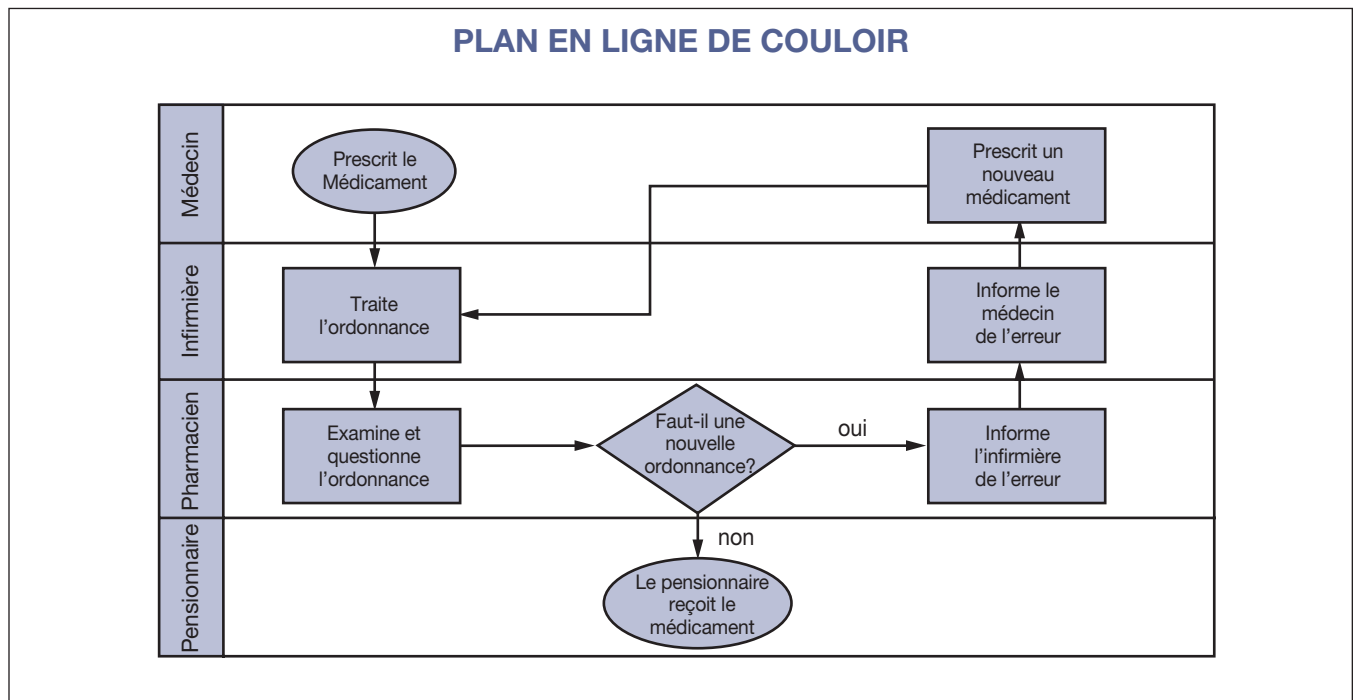 PLAN EN LIGNE DE COULOIR
Médecin
Prescrit le
Médicament
Prescrit un
nouveau
médicament
Infirmière
Traite
l'ordonnance
Informe le
médecin
de l'erreur
Pharmacien
Examine et
questionne
l'ordonnance
Faut-il une
nouvelle
ordonnance?
oui
Informe
l'infirmière
de l'erreur
Pensionnaire
non
Le pensionnaire
reçoit le
médicament